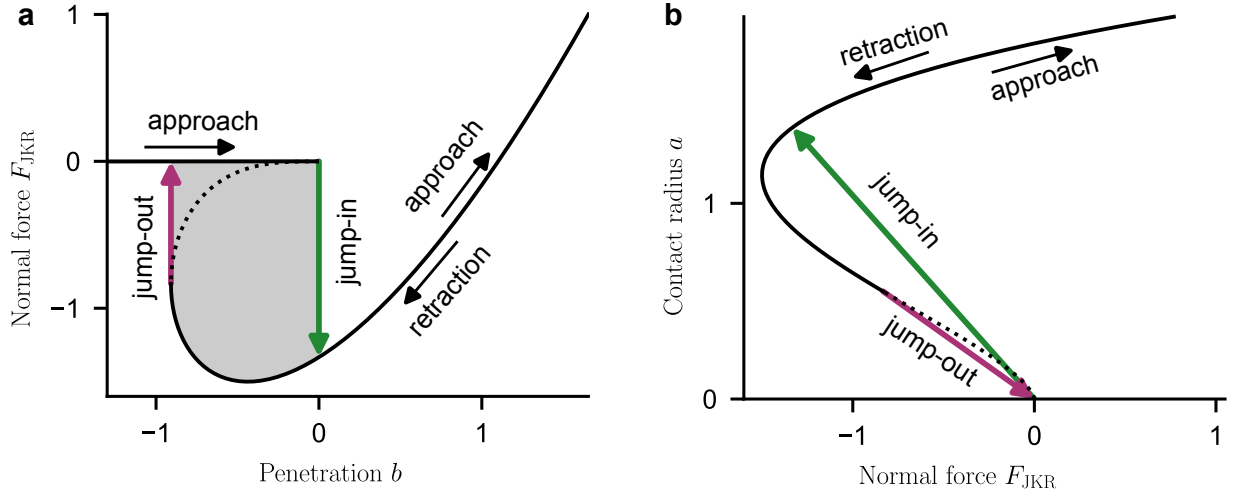 a
1
0
−1
Normal force F_JKR
approach
jump-out
jump-in
approach
retraction
−1
0
1
Penetration b
b
1
0
Contact radius a
retraction
approach
jump-in
jump-out
−1
0
1
Normal force F_JKR